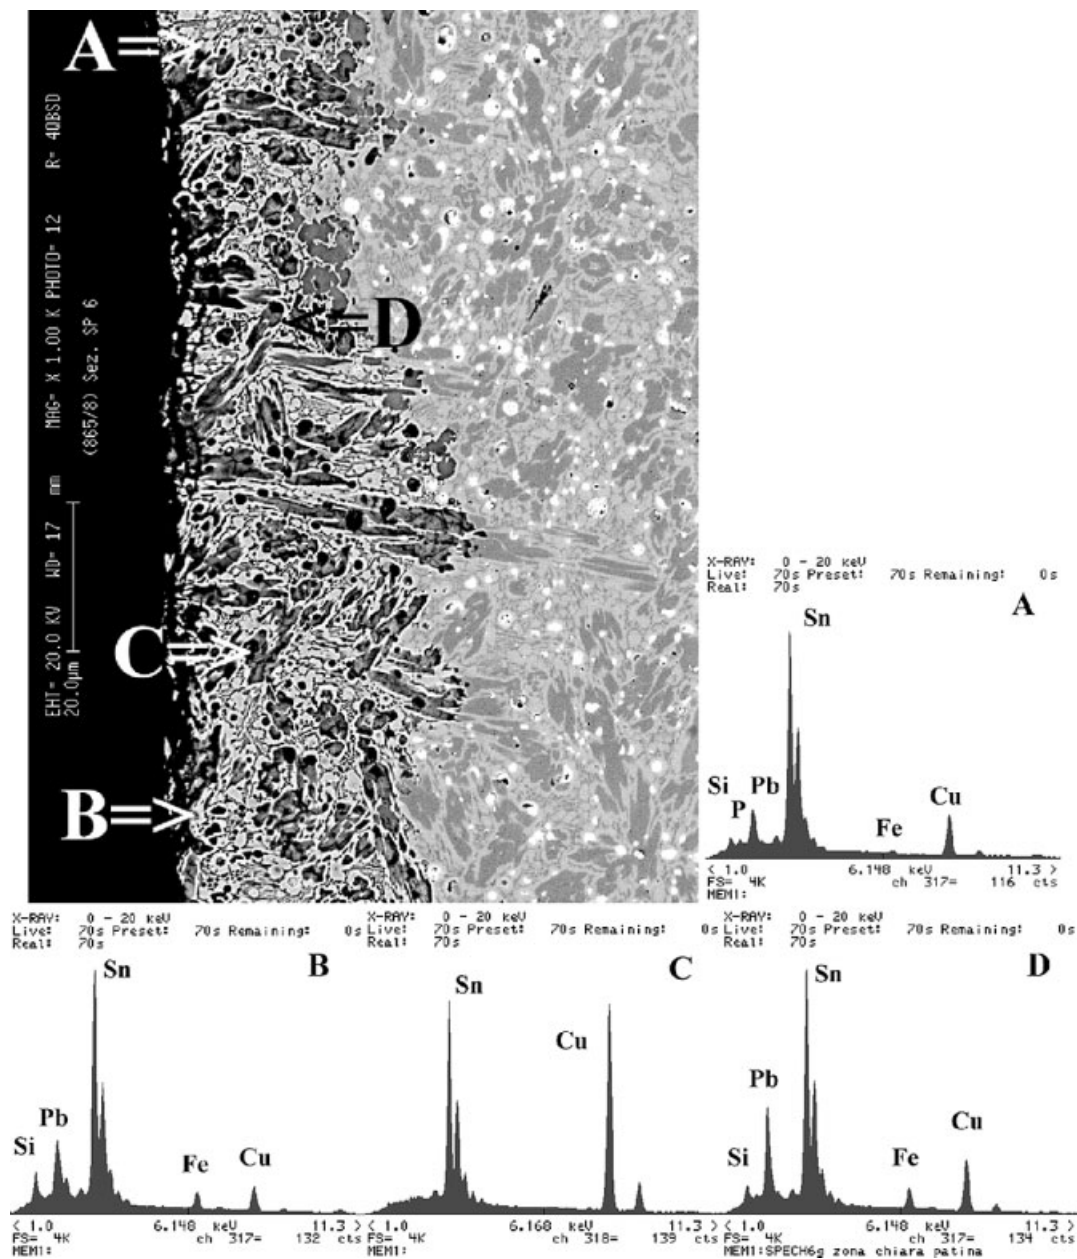 A=>
EHT= 20.0 KV WD= 17 mm MAG= X 1.00 K PHOTO= 12 R= 4QBSD
20.0µm (865/8) Sez. SP 6
<=D
C=>
B=>
X-RAY: 0 - 20 keV
Live: 70s Preset: 70s Remaining: 0s
Real: 70s
A
Sn
Si
P
Pb
Fe
Cu
< 1.0 6.148 keV 11.3 >
FS= 4K ch 317= 116 cts
MEM1:
X-RAY: 0 - 20 keV
Live: 70s Preset: 70s Remaining: 0s
Real: 70s
B
Sn
Pb
Si
Fe
Cu
< 1.0 6.148 keV 11.3 >
FS= 4K ch 317= 132 cts
MEM1:
X-RAY: 0 - 20 keV
Live: 70s Preset: 70s Remaining: 0s
Real: 70s
C
Sn
Cu
< 1.0 6.168 keV 11.3 >
FS= 4K ch 318= 139 cts
MEM1:
X-RAY: 0 - 20 keV
Live: 70s Preset: 70s Remaining: 0s
Real: 70s
D
Sn
Pb
Si
Fe
Cu
< 1.0 6.148 keV 11.3 >
FS= 4K ch 317= 134 cts
MEM1:SPECH6g zona chiara patina